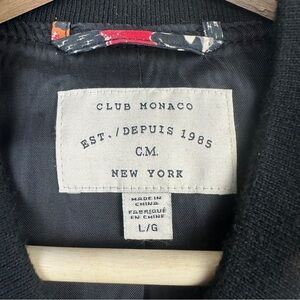 CLUB MONACO
EST./DEPUIS 1985
C.M.
NEW YORK
MADE IN
CHINA
FABRIQUÉ
EN CHINE
L/G